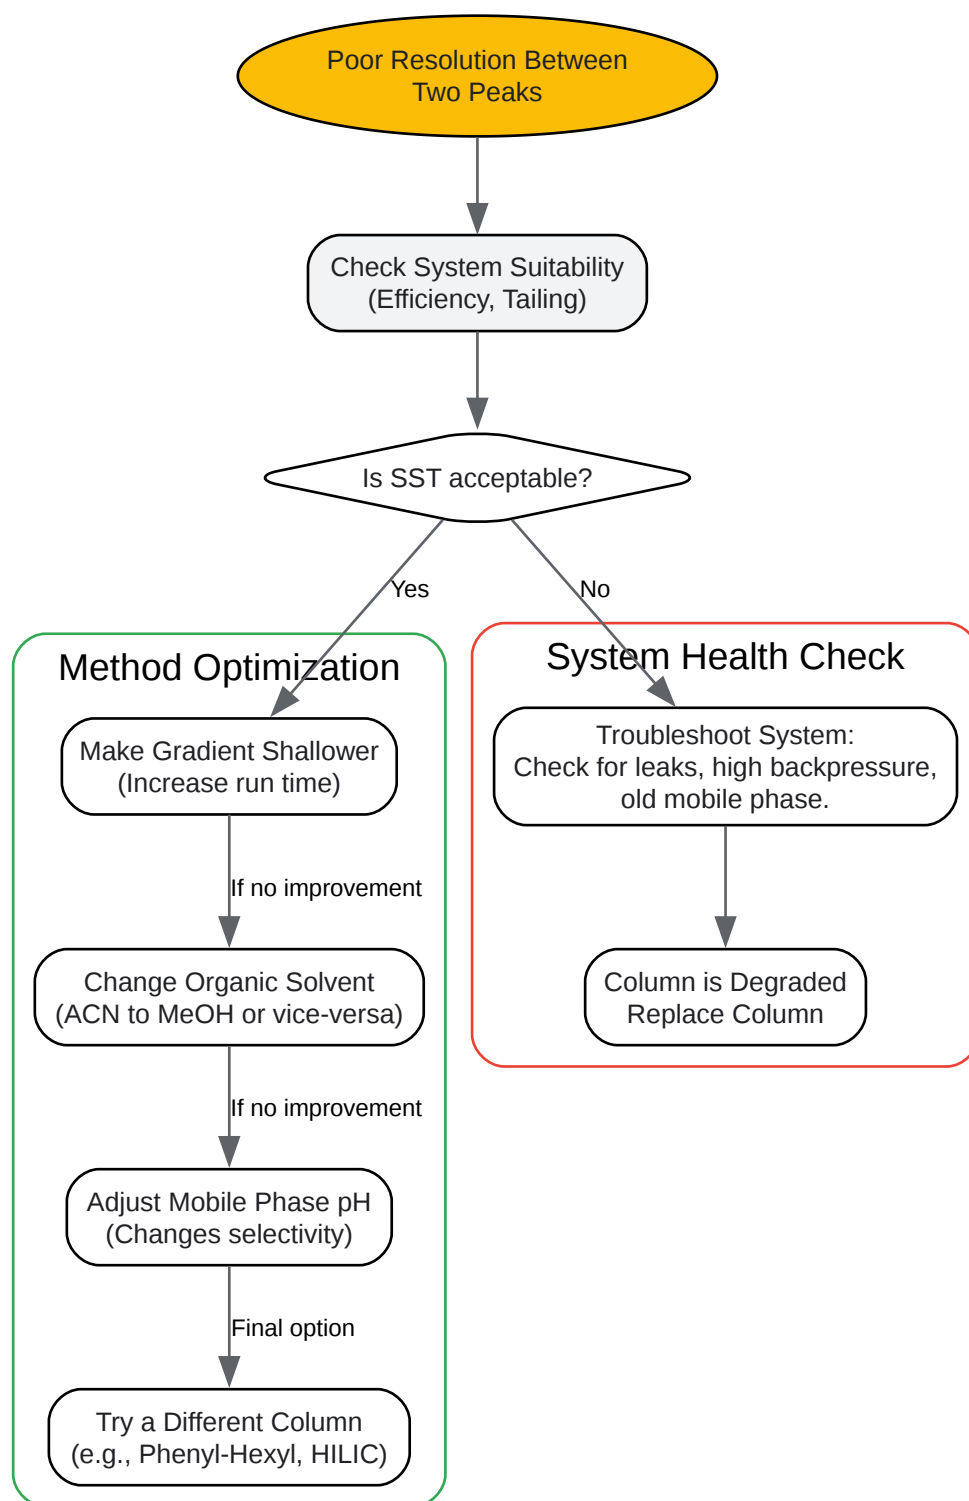 Poor Resolution Between
Two Peaks
Check System Suitability
(Efficiency, Tailing)
Is SST acceptable?
Yes
No
Method Optimization
System Health Check
Make Gradient Shallower
(Increase run time)
Troubleshoot System:
Check for leaks, high backpressure,
old mobile phase.
If no improvement
Change Organic Solvent
(ACN to MeOH or vice-versa)
Column is Degraded
Replace Column
If no improvement
Adjust Mobile Phase pH
(Changes selectivity)
Final option
Try a Different Column
(e.g., Phenyl-Hexyl, HILIC)